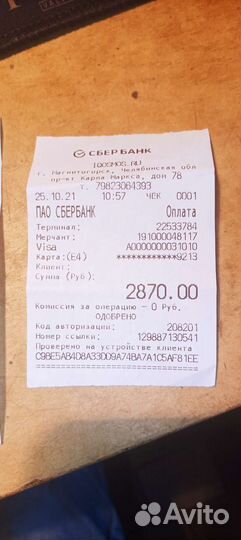 СБЕРБАНК
IQOSMOS.RU
г. Магнитогорск, Челябинская обл
пр-кт Карла Маркса, дом 78
т. 79823064393
25.10.21 10:57 ЧЕК 0001
ПАО СБЕРБАНК Оплата
Терминал: 22533784
Мерчант: 191000048117
Visa A0000000031010
Карта:(E4) ************9213
Клиент:
Сумма (Руб):
2870.00
Комиссия за операцию – 0 Руб.
ОДОБРЕНО
Код авторизации: 208201
Номер ссылки: 129887130541
Проверено на устройстве клиента
C9BE5AB4D8A33DD9A74BA7A1C5AF81EE
Avito